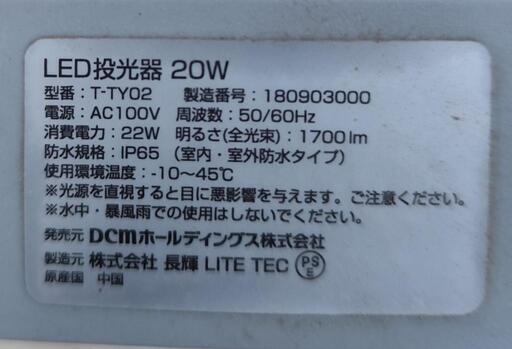 LED投光器 20W
型番：T-TY02　製造番号：180903000
電源：AC100V　周波数：50/60Hz
消費電力：22W　明るさ(全光束)：1700lm
防水規格：IP65 （室内・室外防水タイプ）
使用環境温度：-10～45℃
※光源を直視すると目に悪影響を与えます。ご注意ください。
※水中・暴風雨での使用はしないでください。
発売元 DCMホールディングス株式会社
製造元 株式会社 長輝 LITE TEC PSE
原産国　中国